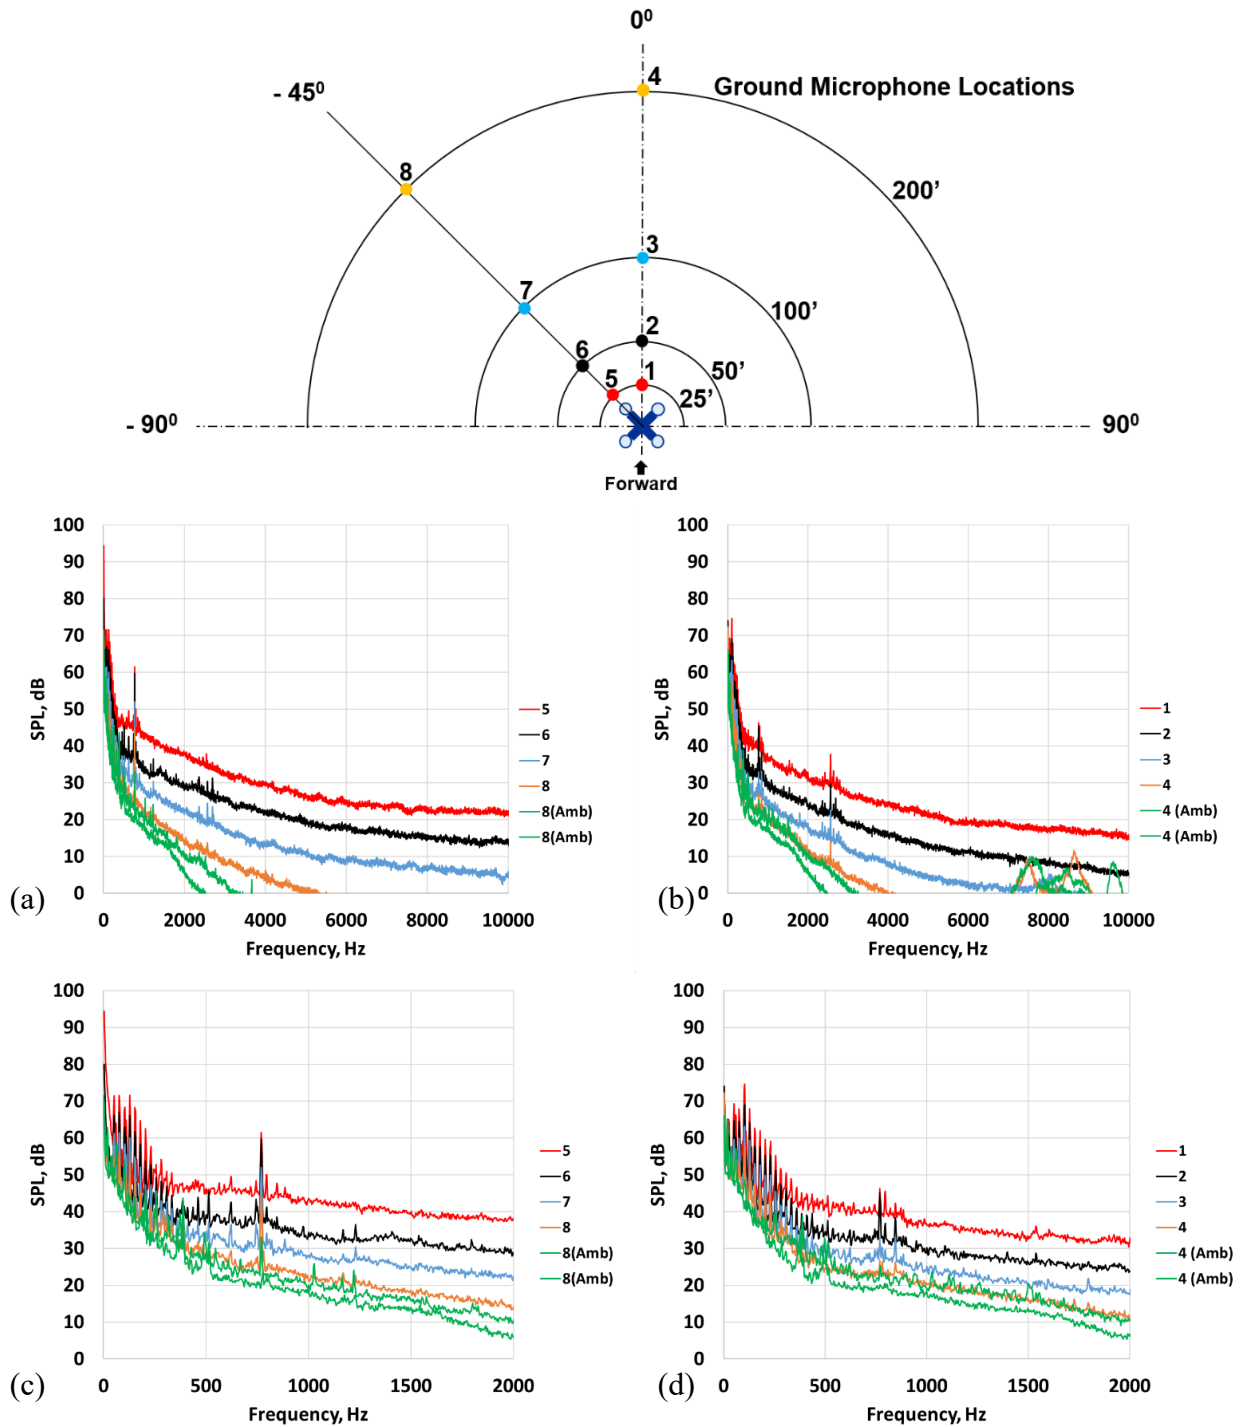 0⁰
4
Ground Microphone Locations
- 45⁰
8
200'
3
7
100'
2
6
50'
1
5
25'
- 90⁰
90⁰
Forward
100
90
80
70
60
50
40
30
20
10
0
SPL, dB
0 2000 4000 6000 8000 10000
Frequency, Hz
5
6
7
8
8(Amb)
8(Amb)
(a)
100
90
80
70
60
50
40
30
20
10
0
SPL, dB
0 2000 4000 6000 8000 10000
Frequency, Hz
1
2
3
4
4 (Amb)
4 (Amb)
(b)
100
90
80
70
60
50
40
30
20
10
0
SPL, dB
0 500 1000 1500 2000
Frequency, Hz
5
6
7
8
8(Amb)
8(Amb)
(c)
100
90
80
70
60
50
40
30
20
10
0
SPL, dB
0 500 1000 1500 2000
Frequency, Hz
1
2
3
4
4 (Amb)
4 (Amb)
(d)